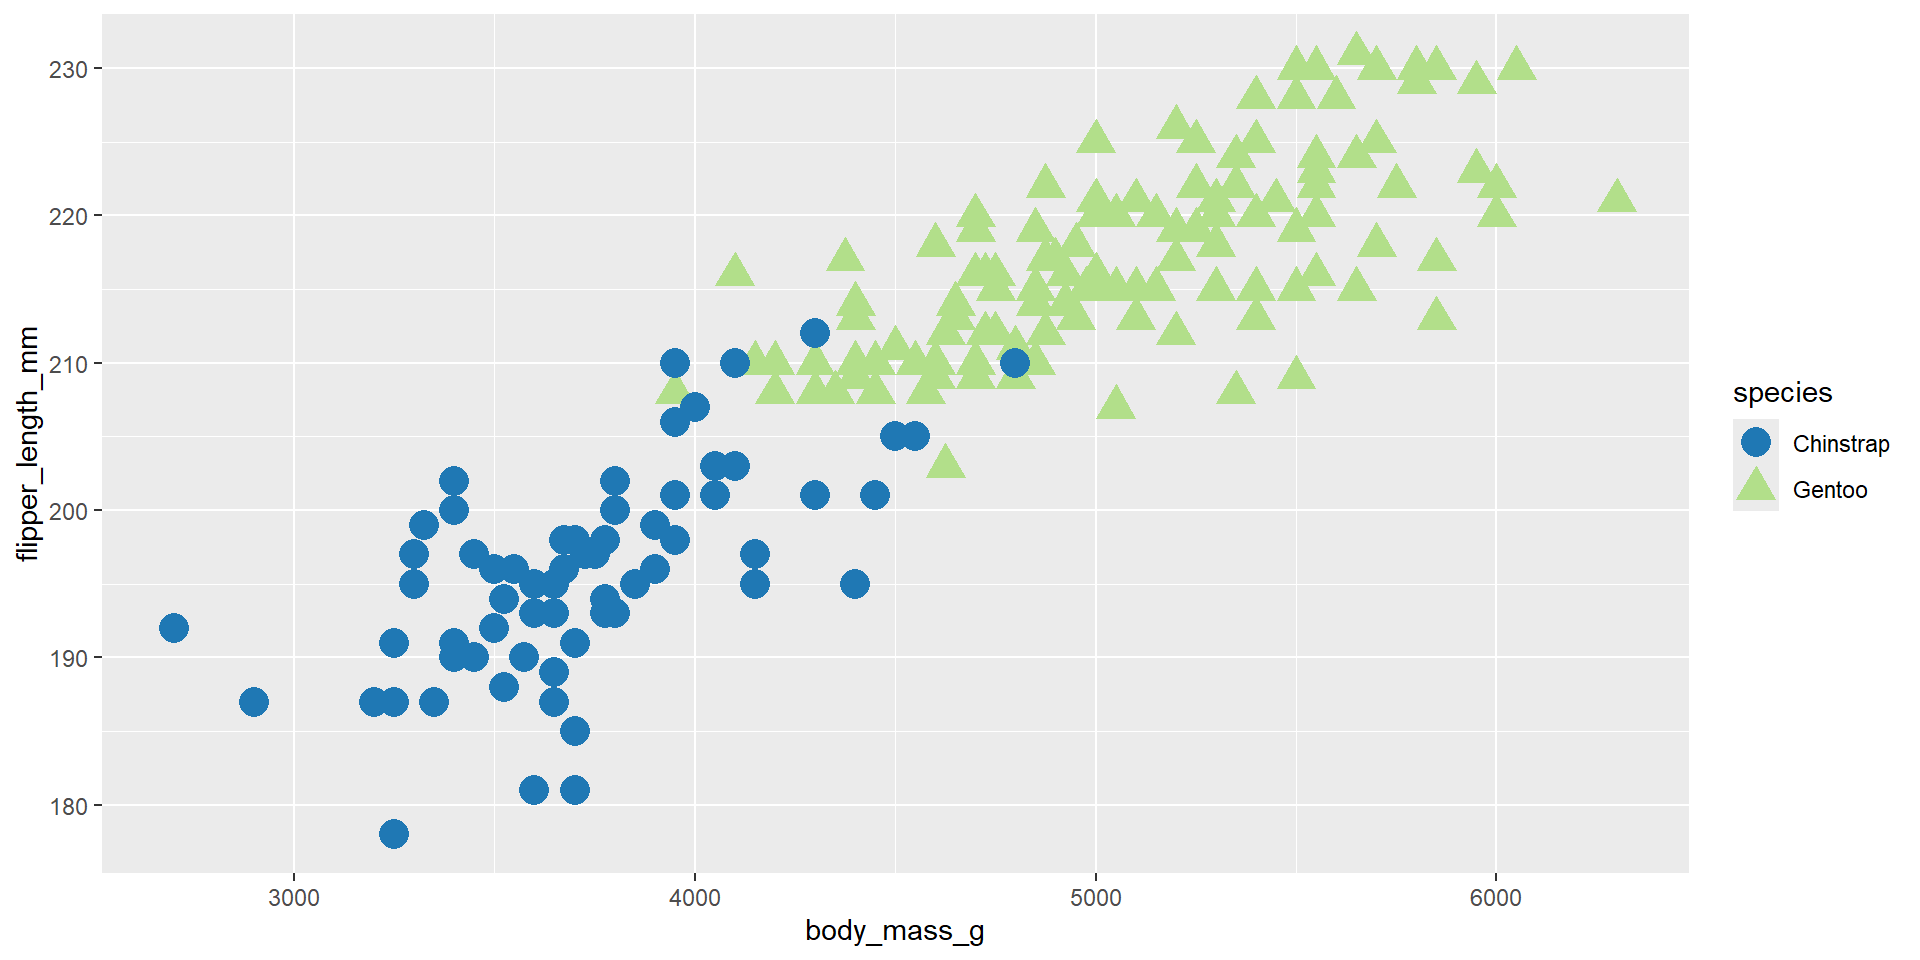 230
220
210
200
190
180
flipper_length_mm
3000 4000 5000 6000
body_mass_g
species
Chinstrap
Gentoo